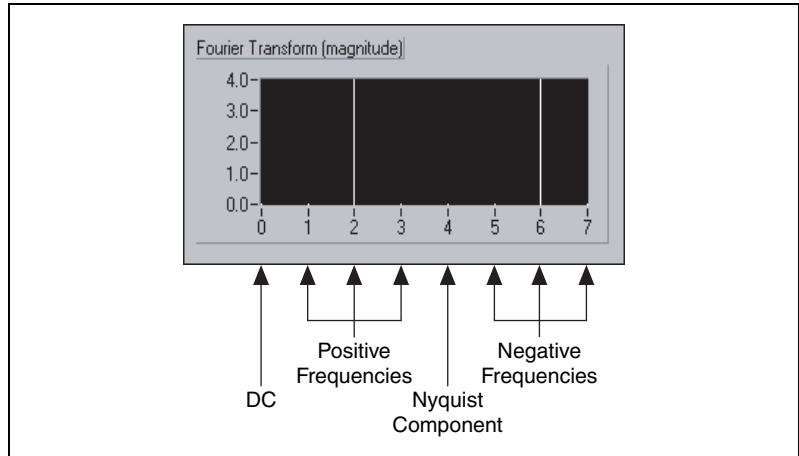 Fourier Transform (magnitude)
4.0
3.0
2.0
1.0
0.0
0 1 2 3 4 5 6 7
Positive
Frequencies
Negative
Frequencies
DC
Nyquist
Component